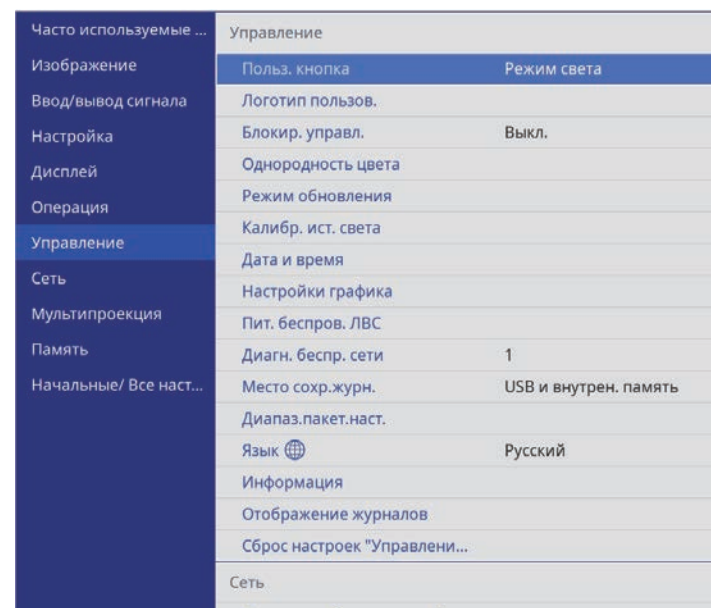 Часто используемые ...
Изображение
Ввод/вывод сигнала
Настройка
Дисплей
Операция
Управление
Сеть
Мультипроекция
Память
Начальные/ Все наст...
Управление
Польз. кнопка Режим света
Логотип пользов.
Блокир. управл. Выкл.
Однородность цвета
Режим обновления
Калибр. ист. света
Дата и время
Настройки графика
Пит. беспров. ЛВС
Диагн. беспр. сети 1
Место сохр.журн. USB и внутрен. память
Диапаз.пакет.наст.
Язык Русский
Информация
Отображение журналов
Сброс настроек "Управлени...
Сеть